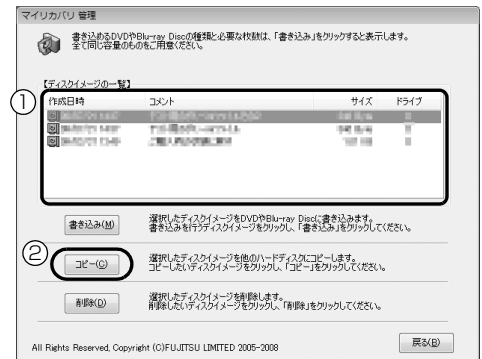 マイリカバリ 管理
書き込めるDVDやBlu-ray Discの種類と必要な枚数は、「書き込み」をクリックすると表示します。
全て同じ容量のものをご用意ください。
【ディスクイメージの一覧】
①
作成日時 コメント サイズ ドライブ
書き込み(M)
選択したディスクイメージをDVDやBlu-ray Discに書き込みます。
書き込みを行うディスクイメージをクリックし、「書き込み」をクリックしてください。
②
コピー(C)
選択したディスクイメージを他のハードディスクにコピーします。
コピーしたいディスクイメージをクリックし、「コピー」をクリックしてください。
削除(D)
選択したディスクイメージを削除します。
削除したいディスクイメージをクリックし、「削除」をクリックしてください。
All Rights Reserved, Copyright (C)FUJITSU LIMITED 2005-2008
戻る(B)